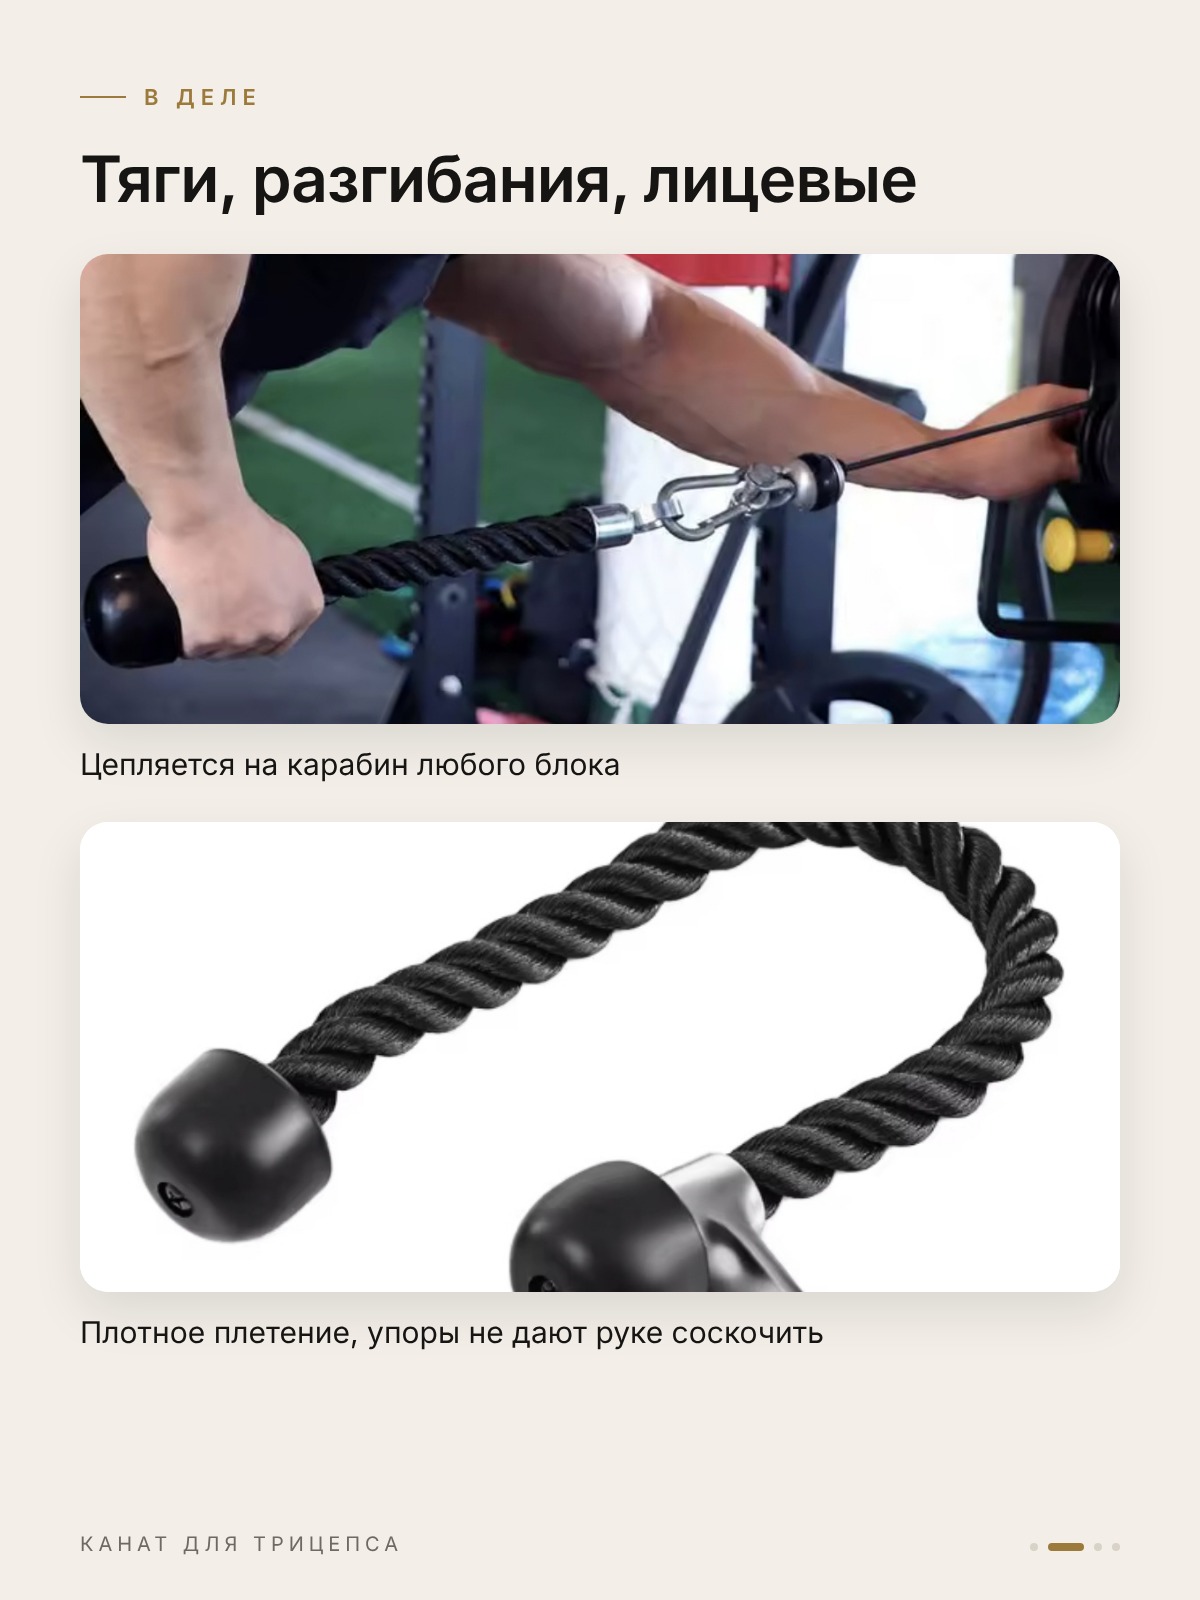 В ДЕЛЕ
Тяги, разгибания, лицевые
Цепляется на карабин любого блока
Плотное плетение, упоры не дают руке соскочить
КАНАТ ДЛЯ ТРИЦЕПСА